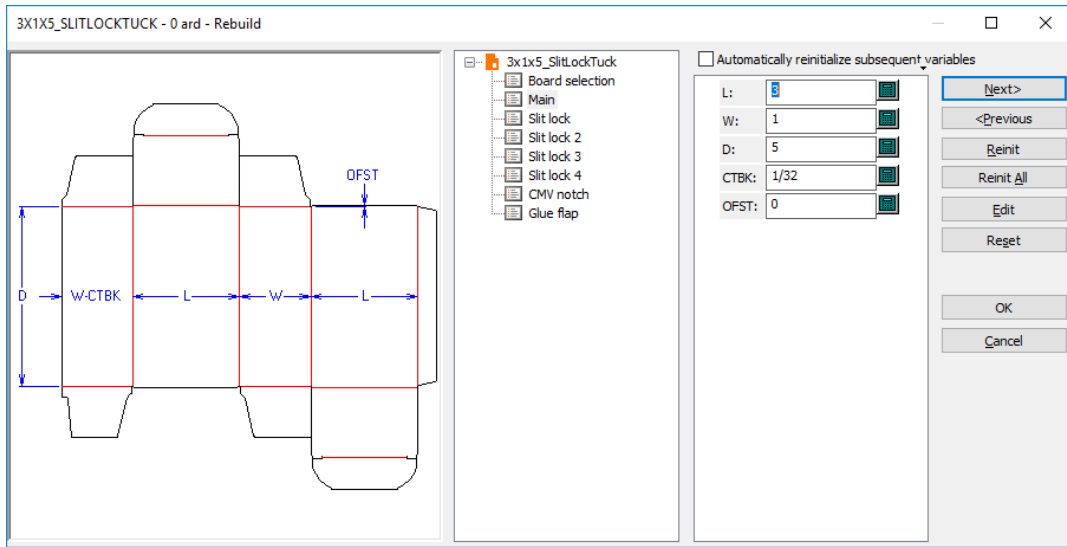 3X1X5_SLITLOCKTUCK - 0 ard - Rebuild
OFST
D
W-CTBK
L
W
L
3x1x5_SlitLockTuck
Board selection
Main
Slit lock
Slit lock 2
Slit lock 3
Slit lock 4
CMV notch
Glue flap
Automatically reinitialize subsequent variables
L: 3
W: 1
D: 5
CTBK: 1/32
OFST: 0
Next>
<Previous
Reinit
Reinit All
Edit
Reset
OK
Cancel